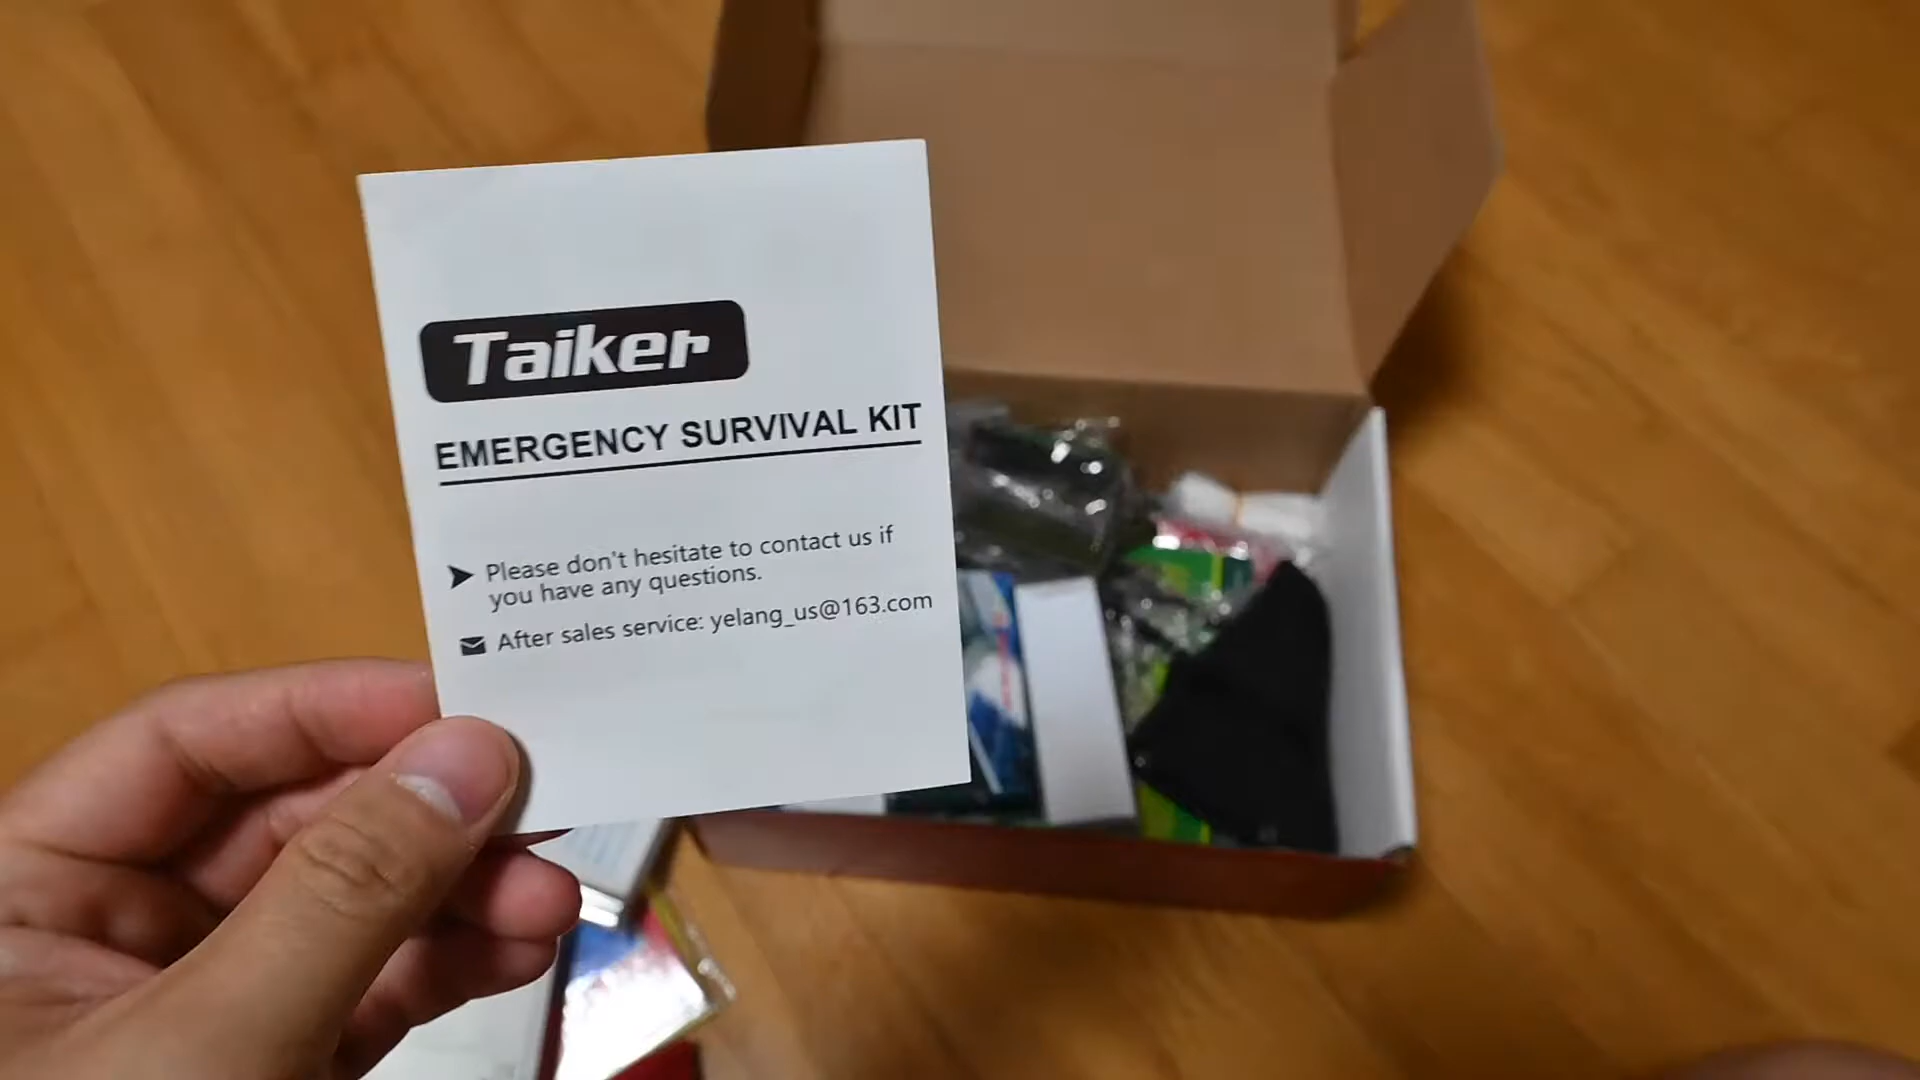 Taiker
EMERGENCY SURVIVAL KIT
Please don't hesitate to contact us if
you have any questions.
After sales service: yelang_us@163.com